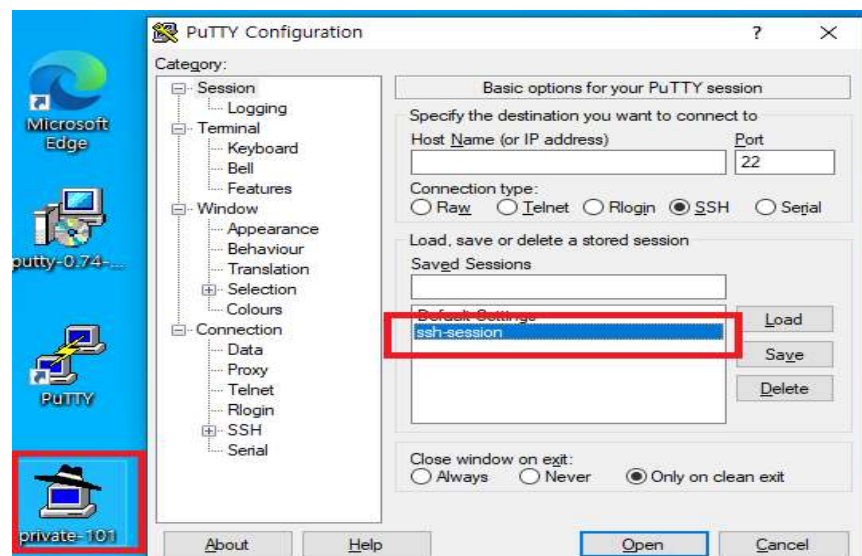 PuTTY Configuration
?
Category:
Session
Logging
Terminal
Keyboard
Bell
Features
Window
Appearance
Behaviour
Translation
Selection
Colours
Connection
Data
Proxy
Telnet
Rlogin
SSH
Serial
Basic options for your PuTTY session
Specify the destination you want to connect to
Host Name (or IP address) Port
22
Connection type:
Raw Telnet Rlogin SSH Serial
Load, save or delete a stored session
Saved Sessions
Default Settings
ssh-session
Load
Save
Delete
Close window on exit:
Always Never Only on clean exit
About Help Open Cancel
Microsoft
Edge
putty-0.74-...
PuTTY
private-101